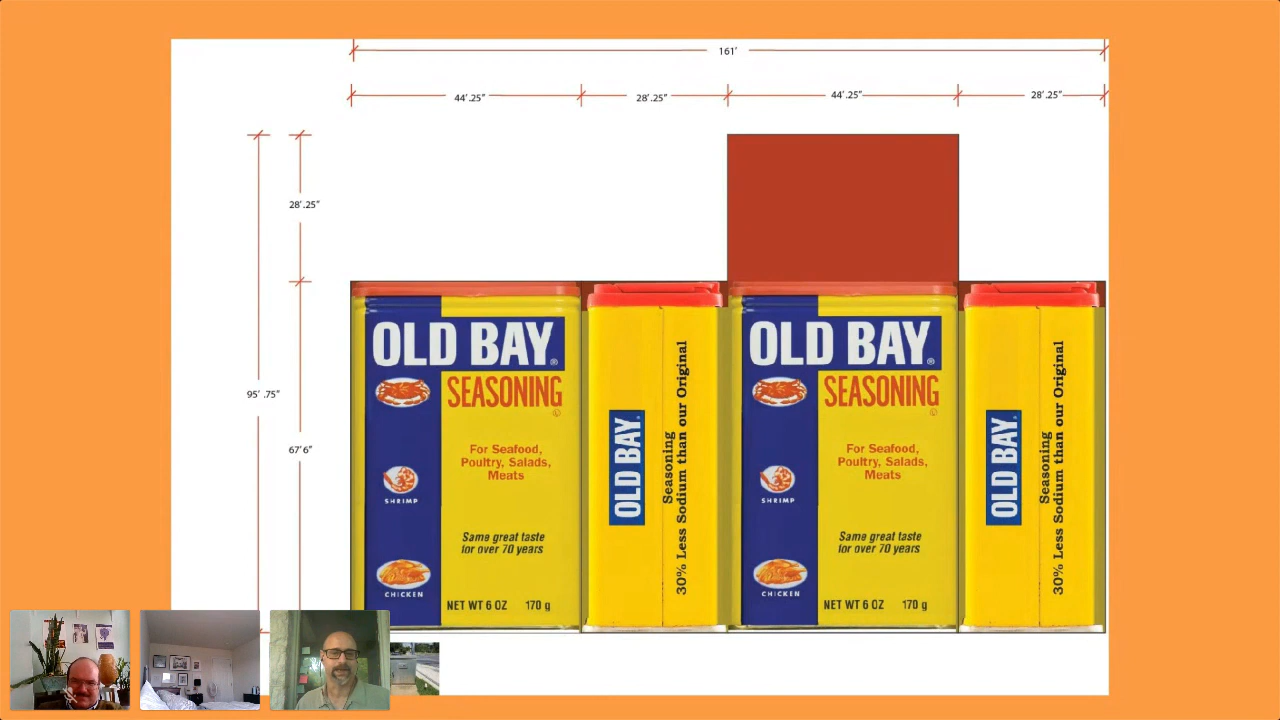 161'
44'.25"
28'.25"
44'.25"
28'.25"
28'.25"
95' .75"
67'6"
OLD BAY®
SEASONING
For Seafood,
Poultry, Salads,
Meats
SHRIMP
Same great taste
for over 70 years
CHICKEN
NET WT 6 OZ 170 g
OLD BAY®
Seasoning
30% Less Sodium than our Original
OLD BAY®
SEASONING
For Seafood,
Poultry, Salads,
Meats
SHRIMP
Same great taste
for over 70 years
CHICKEN
NET WT 6 OZ 170 g
OLD BAY®
Seasoning
30% Less Sodium than our Original